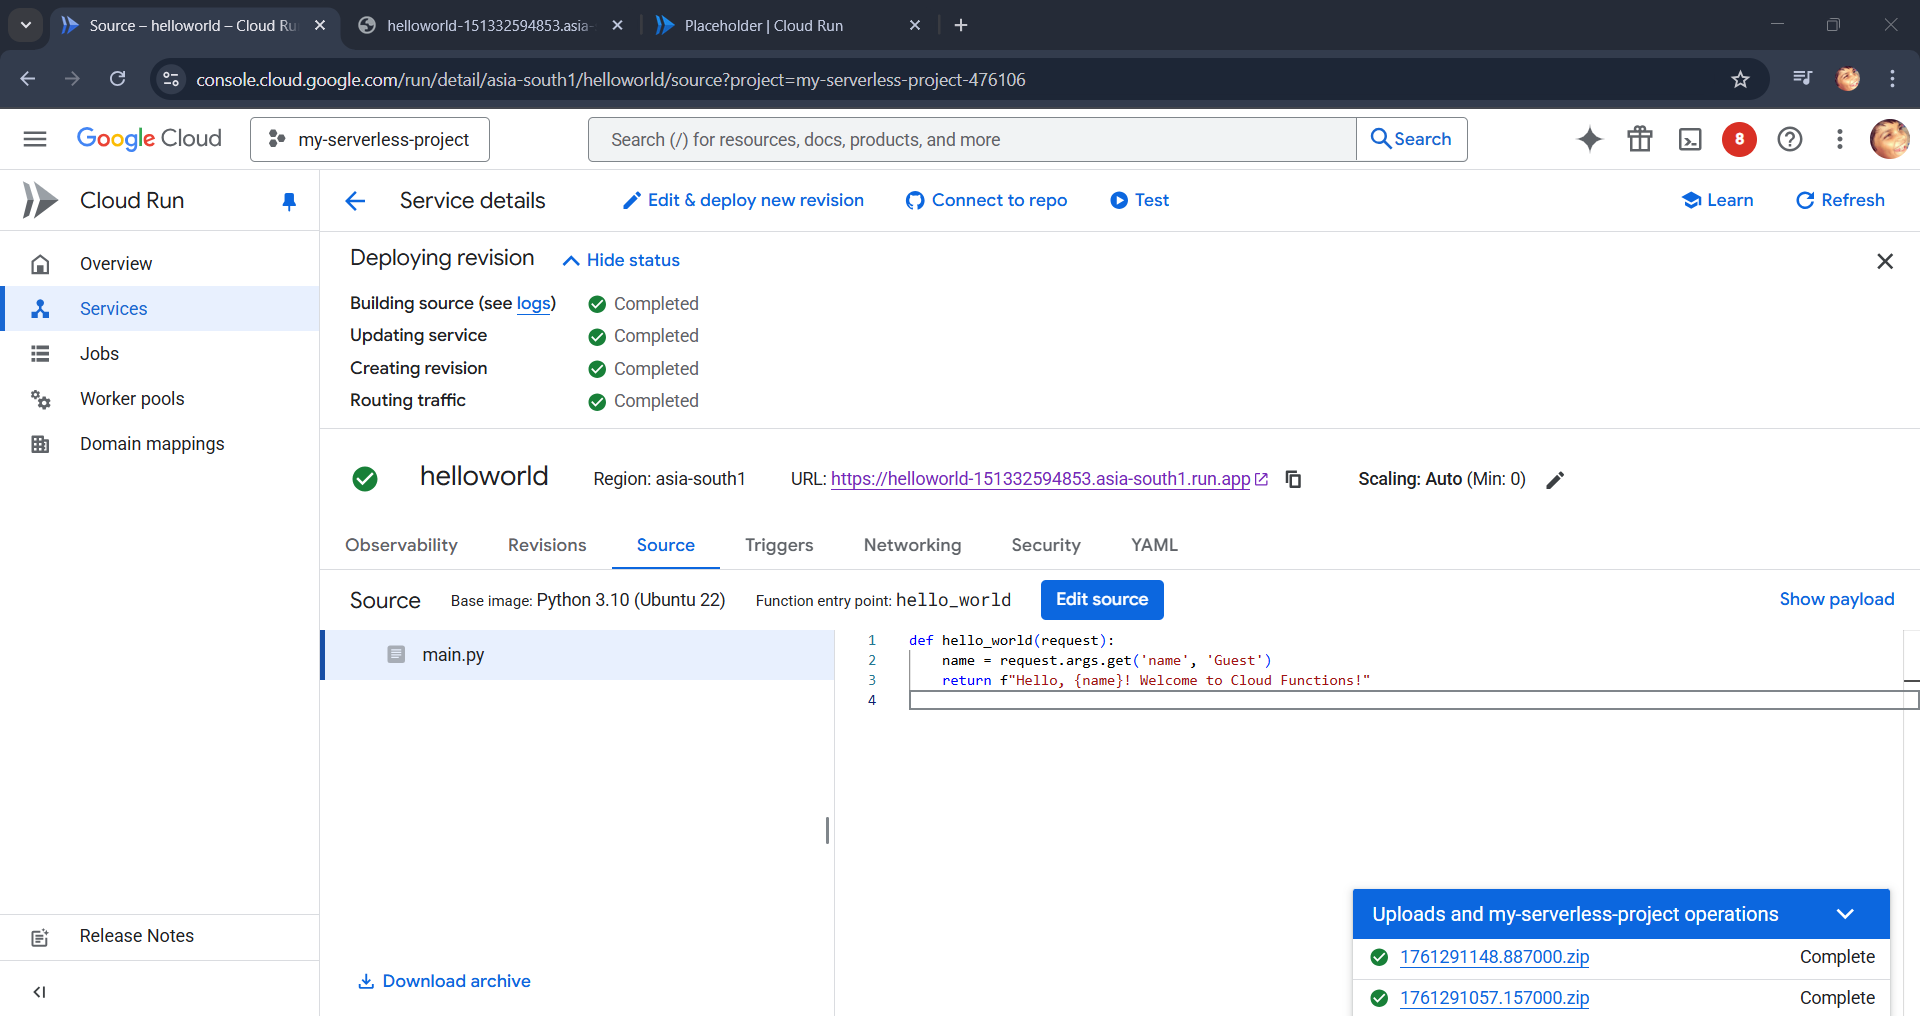 Source – helloworld – Cloud Ru
helloworld-151332594853.asia-
Placeholder | Cloud Run
console.cloud.google.com/run/detail/asia-south1/helloworld/source?project=my-serverless-project-476106
Google Cloud
my-serverless-project
Search (/) for resources, docs, products, and more
Search
8
Cloud Run
Service details
Edit & deploy new revision
Connect to repo
Test
Learn
Refresh
Overview
Services
Jobs
Worker pools
Domain mappings
Deploying revision
Hide status
Building source (see logs) Completed
Updating service Completed
Creating revision Completed
Routing traffic Completed
helloworld
Region: asia-south1
URL: https://helloworld-151332594853.asia-south1.run.app
Scaling: Auto (Min: 0)
Observability
Revisions
Source
Triggers
Networking
Security
YAML
Source
Base image: Python 3.10 (Ubuntu 22)
Function entry point: hello_world
Edit source
Show payload
main.py
1 def hello_world(request):
2 name = request.args.get('name', 'Guest')
3 return f"Hello, {name}! Welcome to Cloud Functions!"
4
Download archive
Release Notes
Uploads and my-serverless-project operations
1761291148.887000.zip Complete
1761291057.157000.zip Complete